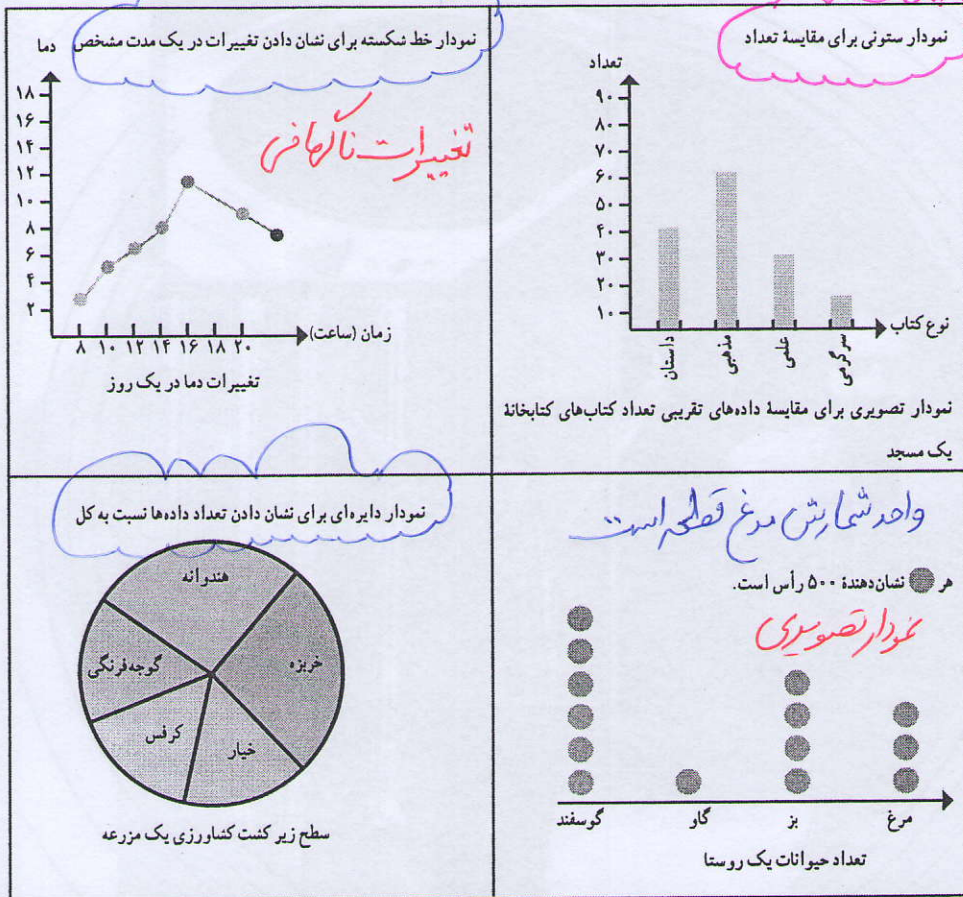 نمودار ستونی برای مقایسهٔ تعداد
تعداد
۹۰
۸۰
۷۰
۶۰
۵۰
۴۰
۳۰
۲۰
۱۰
نوع کتاب
داستان
مذهبی
علمی
سرگرمی
نمودار تصویری برای مقایسهٔ داده‌های تقریبی تعداد کتاب‌های کتابخانهٔ
یک مسجد
نمودار خط شکسته برای نشان دادن تغییرات در یک مدت مشخص
دما
۱۸
۱۶
۱۴
۱۲
۱۰
۸
۶
۴
۲
تغییرات ناگهانی
زمان (ساعت)
۸ ۱۰ ۱۲ ۱۴ ۱۶ ۱۸ ۲۰
تغییرات دما در یک روز
واحد شمارش مرغ قطعه است
هر نشان‌دهندهٔ ۵۰۰ رأس است.
نمودار تصویری
مرغ
بز
گاو
گوسفند
تعداد حیوانات یک روستا
نمودار دایره‌ای برای نشان دادن تعداد داده‌ها نسبت به کل
هندوانه
خربزه
گوجه‌فرنگی
کرفس
خیار
سطح زیر کشت کشاورزی یک مزرعه